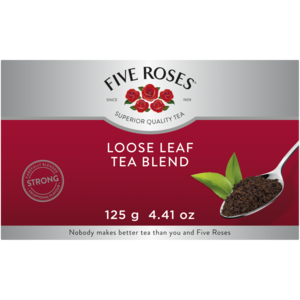 FIVE ROSES
SINCE 1910
SUPERIOR QUALITY TEA
LOOSE LEAF
TEA BLEND
STRONG
125 g 4.41 oz
Nobody makes better tea than you and Five Roses